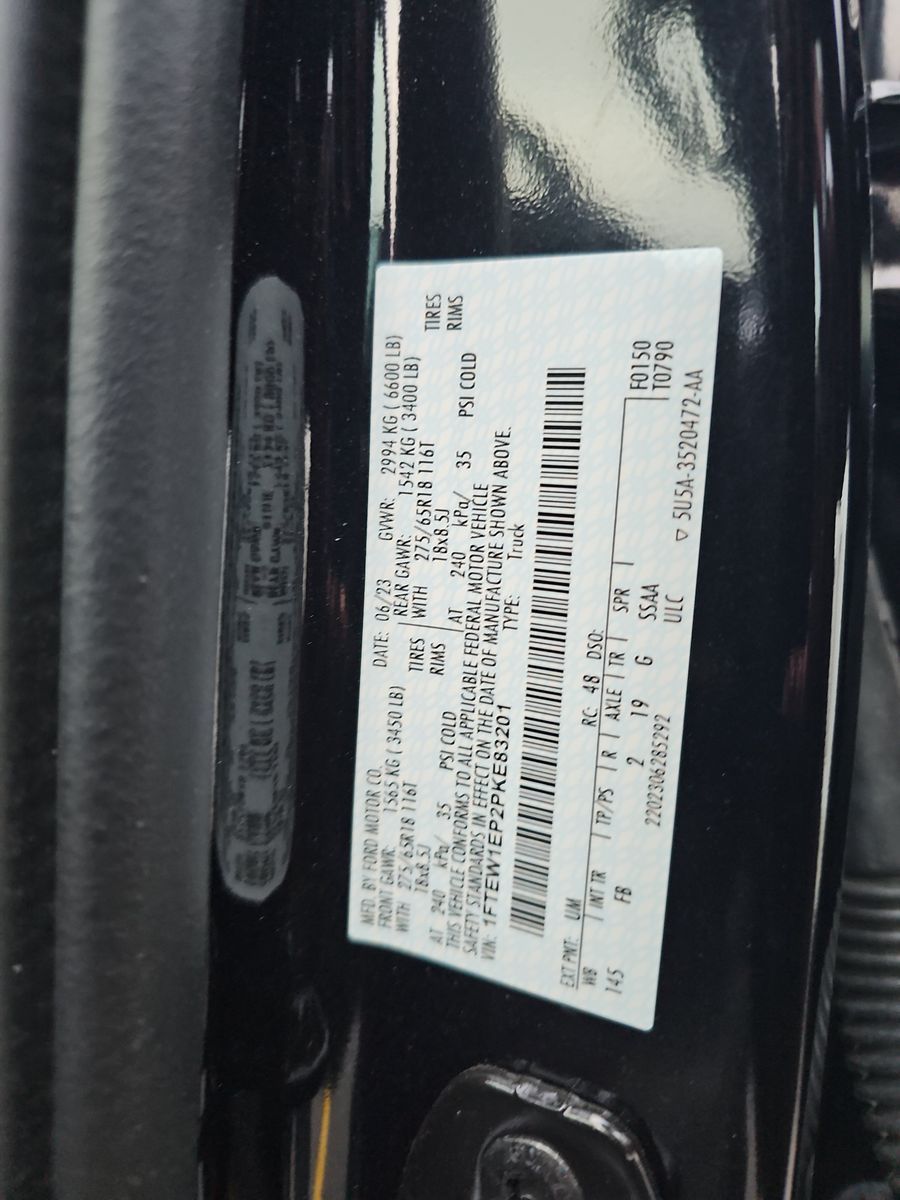 MFD. BY FORD MOTOR CO. DATE: 06/23 GVWR: 2994 KG ( 6600 LB)
FRONT GAWR: 1565 KG ( 3450 LB) REAR GAWR: 1542 KG ( 3400 LB)
WITH 275/65R18 116T TIRES WITH 275/65R18 116T TIRES
18x8.5J RIMS 18x8.5J RIMS
AT 240 kPa/ 35 PSI COLD AT 240 kPa/ 35 PSI COLD
THIS VEHICLE CONFORMS TO ALL APPLICABLE FEDERAL MOTOR VEHICLE
SAFETY STANDARDS IN EFFECT ON THE DATE OF MANUFACTURE SHOWN ABOVE.
VIN: 1FTEW1EP2PKE83201 TYPE: Truck
EXT PNT: UM RC: 48 DSO:
WB INT TR TP/PS R AXLE TR SPR F0150
145 FB 2 19 G SSAA T0790
2202306285292 ULC
▽ 5U5A-3520472-AA